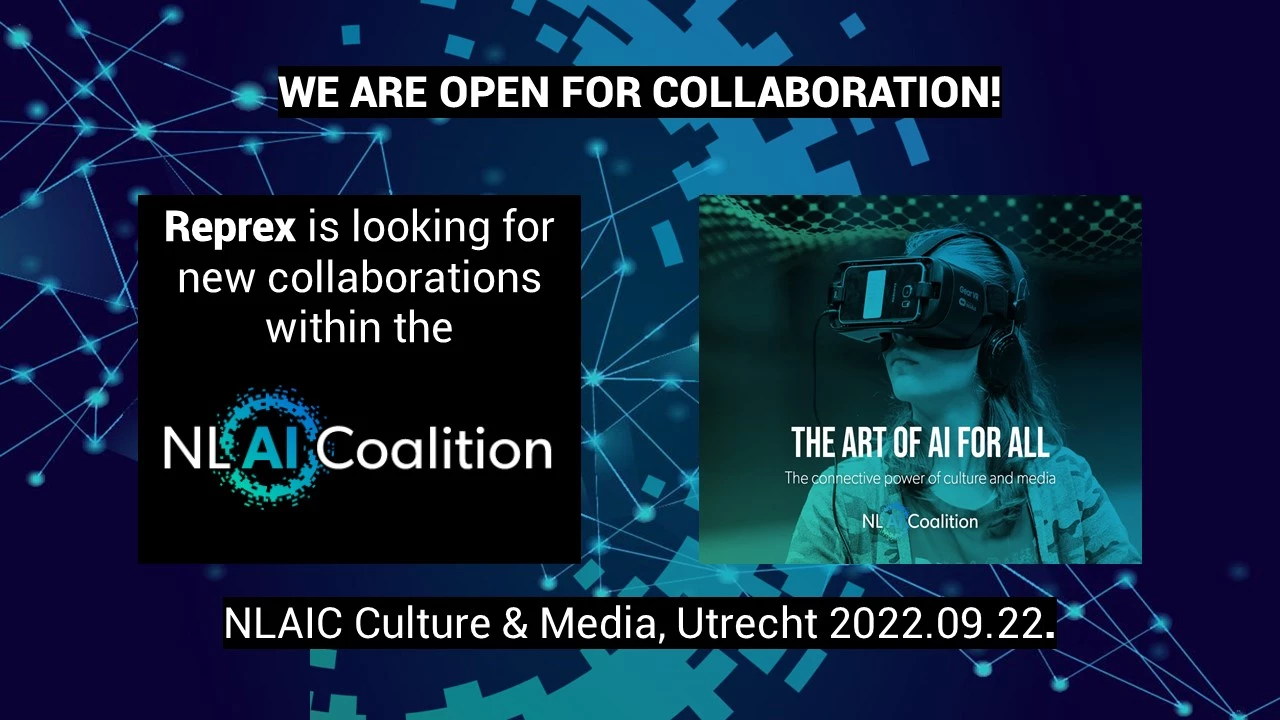 WE ARE OPEN FOR COLLABORATION!
Reprex is looking for
new collaborations
within the
NL AI Coalition
Gear VR
THE ART OF AI FOR ALL
The connective power of culture and media
NL AI Coalition
NLAIC Culture & Media, Utrecht 2022.09.22.